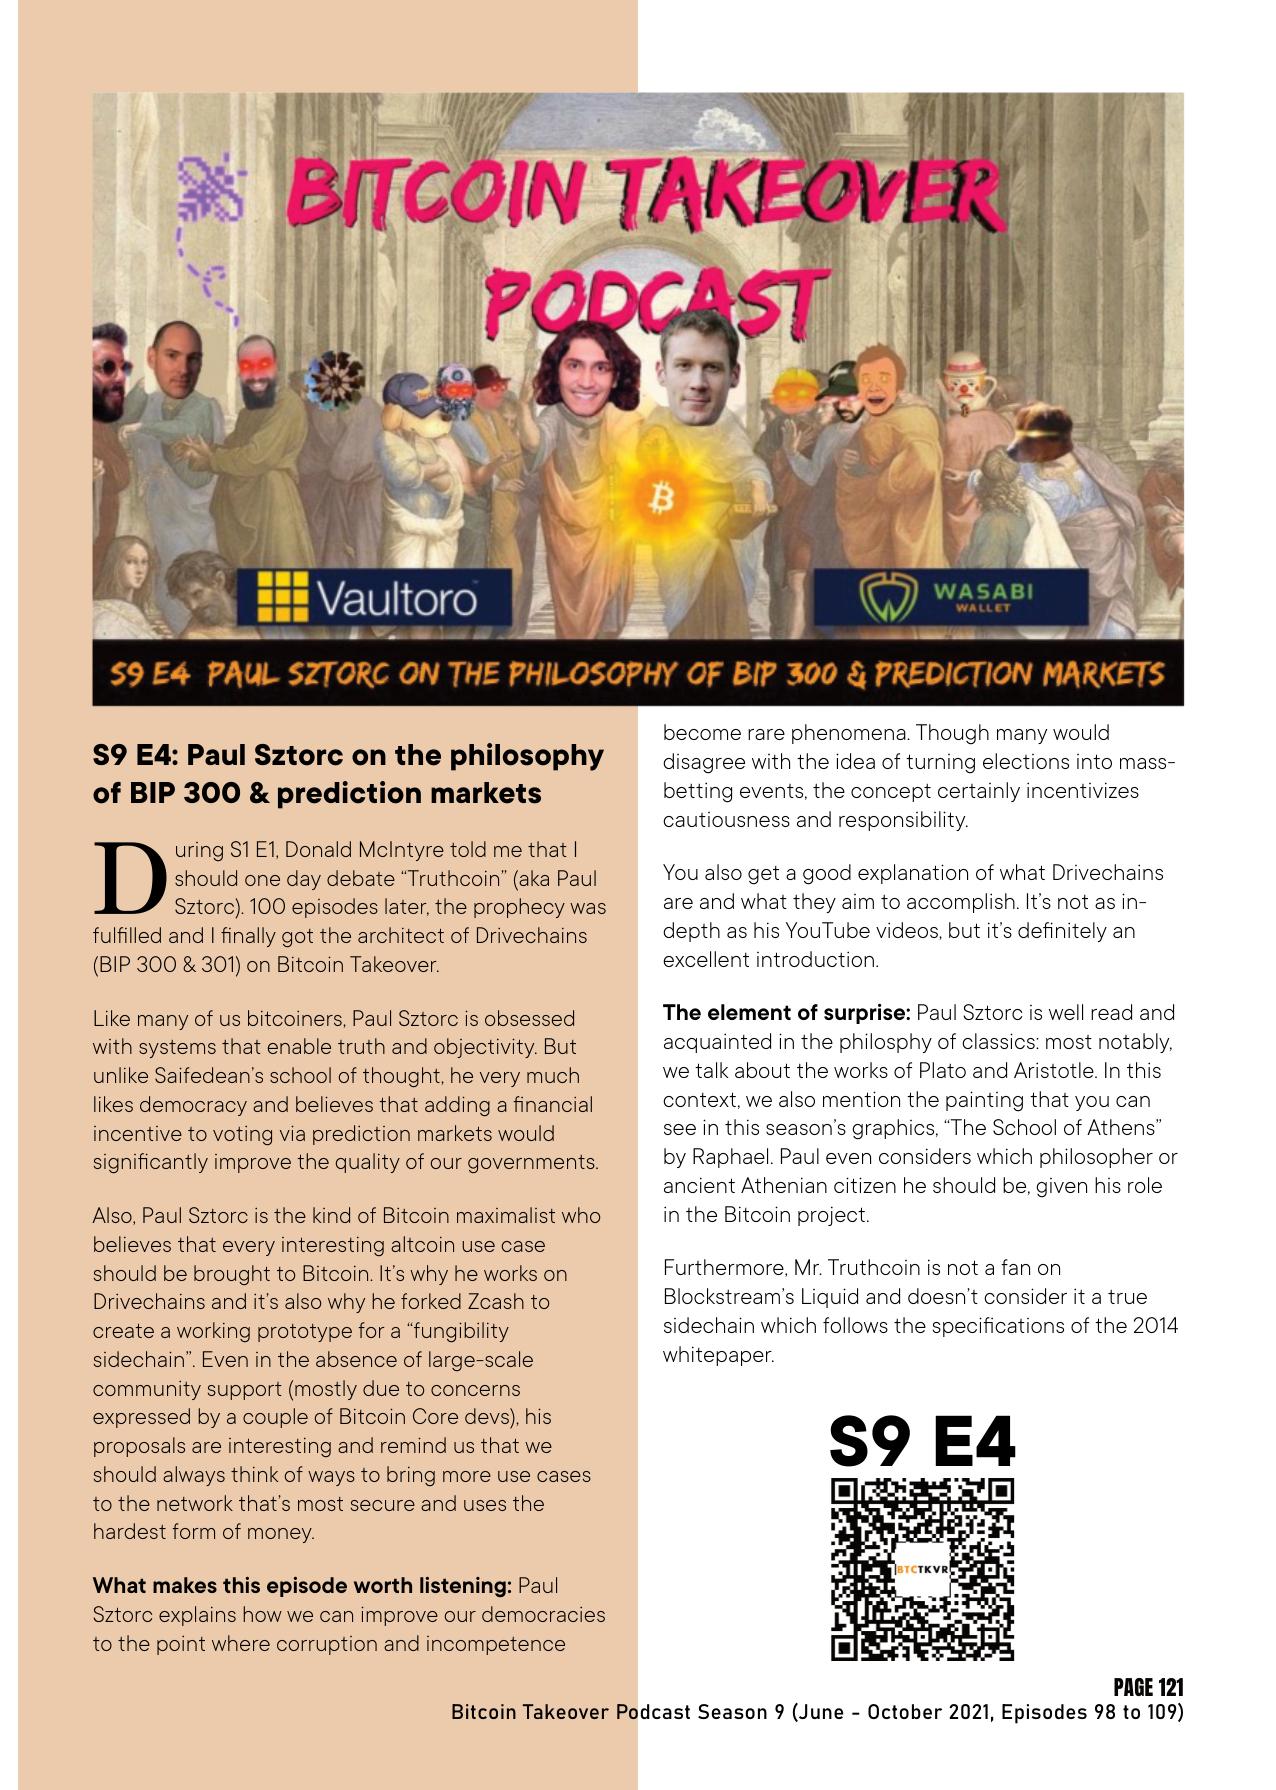 BITCOIN TAKEOVER
PODCAST
Vaultoro
WASABI
WALLET
S9 E4 PAUL SZTORC ON THE PHILOSOPHY OF BIP 300 & PREDICTION MARKETS
S9 E4: Paul Sztorc on the philosophy
of BIP 300 & prediction markets
During S1 E1, Donald McIntyre told me that I
should one day debate “Truthcoin” (aka Paul
Sztorc). 100 episodes later, the prophecy was
fulfilled and I finally got the architect of Drivechains
(BIP 300 & 301) on Bitcoin Takeover.
Like many of us bitcoiners, Paul Sztorc is obsessed
with systems that enable truth and objectivity. But
unlike Saifedean’s school of thought, he very much
likes democracy and believes that adding a financial
incentive to voting via prediction markets would
significantly improve the quality of our governments.
Also, Paul Sztorc is the kind of Bitcoin maximalist who
believes that every interesting altcoin use case
should be brought to Bitcoin. It’s why he works on
Drivechains and it’s also why he forked Zcash to
create a working prototype for a “fungibility
sidechain”. Even in the absence of large-scale
community support (mostly due to concerns
expressed by a couple of Bitcoin Core devs), his
proposals are interesting and remind us that we
should always think of ways to bring more use cases
to the network that’s most secure and uses the
hardest form of money.
What makes this episode worth listening: Paul
Sztorc explains how we can improve our democracies
to the point where corruption and incompetence
become rare phenomena. Though many would
disagree with the idea of turning elections into mass-
betting events, the concept certainly incentivizes
cautiousness and responsibility.
You also get a good explanation of what Drivechains
are and what they aim to accomplish. It’s not as in-
depth as his YouTube videos, but it’s definitely an
excellent introduction.
The element of surprise: Paul Sztorc is well read and
acquainted in the philosphy of classics: most notably,
we talk about the works of Plato and Aristotle. In this
context, we also mention the painting that you can
see in this season’s graphics, “The School of Athens”
by Raphael. Paul even considers which philosopher or
ancient Athenian citizen he should be, given his role
in the Bitcoin project.
Furthermore, Mr. Truthcoin is not a fan on
Blockstream’s Liquid and doesn’t consider it a true
sidechain which follows the specifications of the 2014
whitepaper.
S9 E4
BTCTKVR
PAGE 121
Bitcoin Takeover Podcast Season 9 (June - October 2021, Episodes 98 to 109)